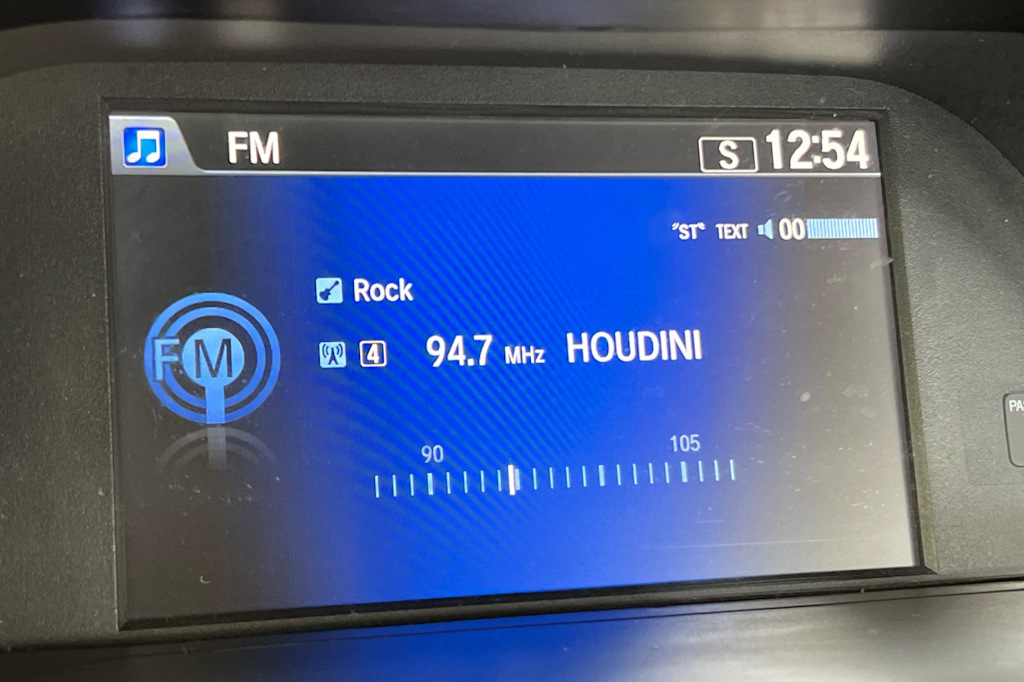 FM S 12:54
"ST" TEXT 00
Rock
FM 4 94.7 MHz HOUDINI
90 105